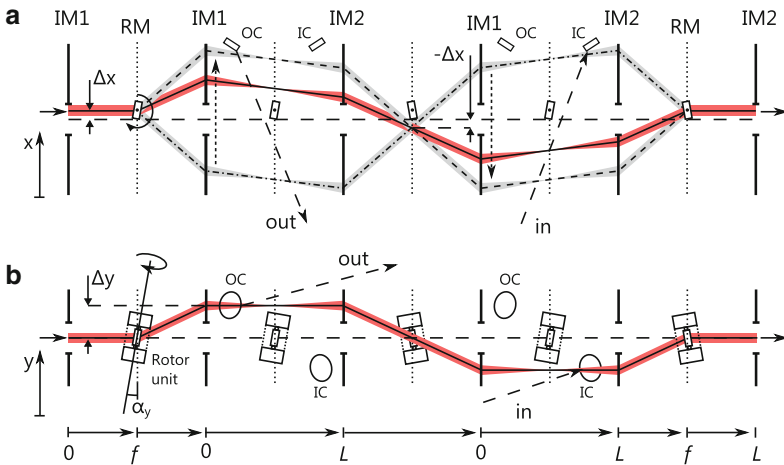 a
IM1 RM IM1 OC IC IM2 IM1 OC IC IM2 RM IM2
Δx
-Δx
x
out
in
b
Δy
OC
out
OC
y
Rotor
unit
IC
IC
in
αy
0 f 0 L 0 L f L